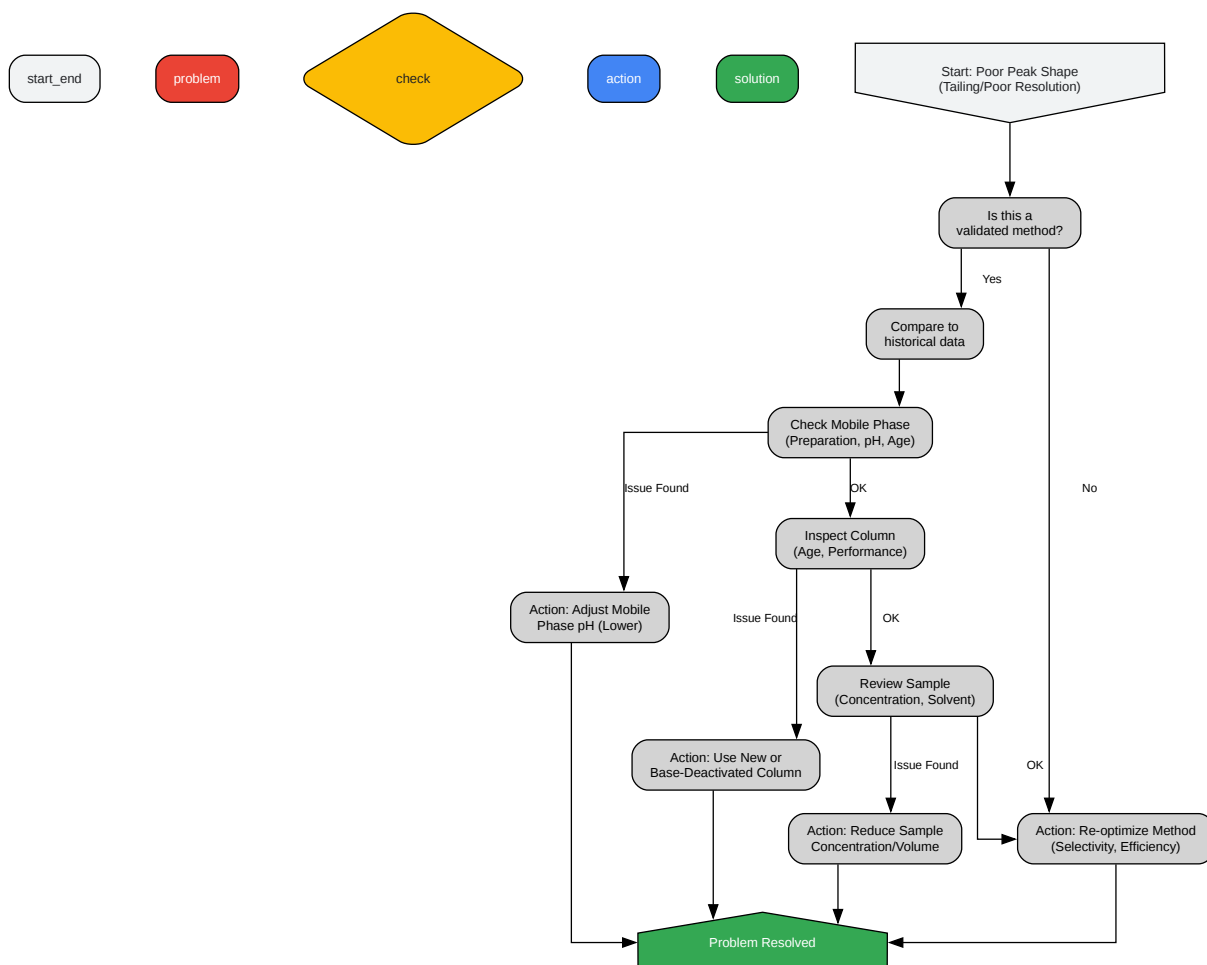 start_end
problem
check
action
solution
Start: Poor Peak Shape
(Tailing/Poor Resolution)
Is this a
validated method?
Yes
Compare to
historical data
Check Mobile Phase
(Preparation, pH, Age)
Issue Found
OK
No
Inspect Column
(Age, Performance)
Action: Adjust Mobile
Phase pH (Lower)
Issue Found
OK
Review Sample
(Concentration, Solvent)
Action: Use New or
Base-Deactivated Column
Issue Found
OK
Action: Reduce Sample
Concentration/Volume
Action: Re-optimize Method
(Selectivity, Efficiency)
Problem Resolved